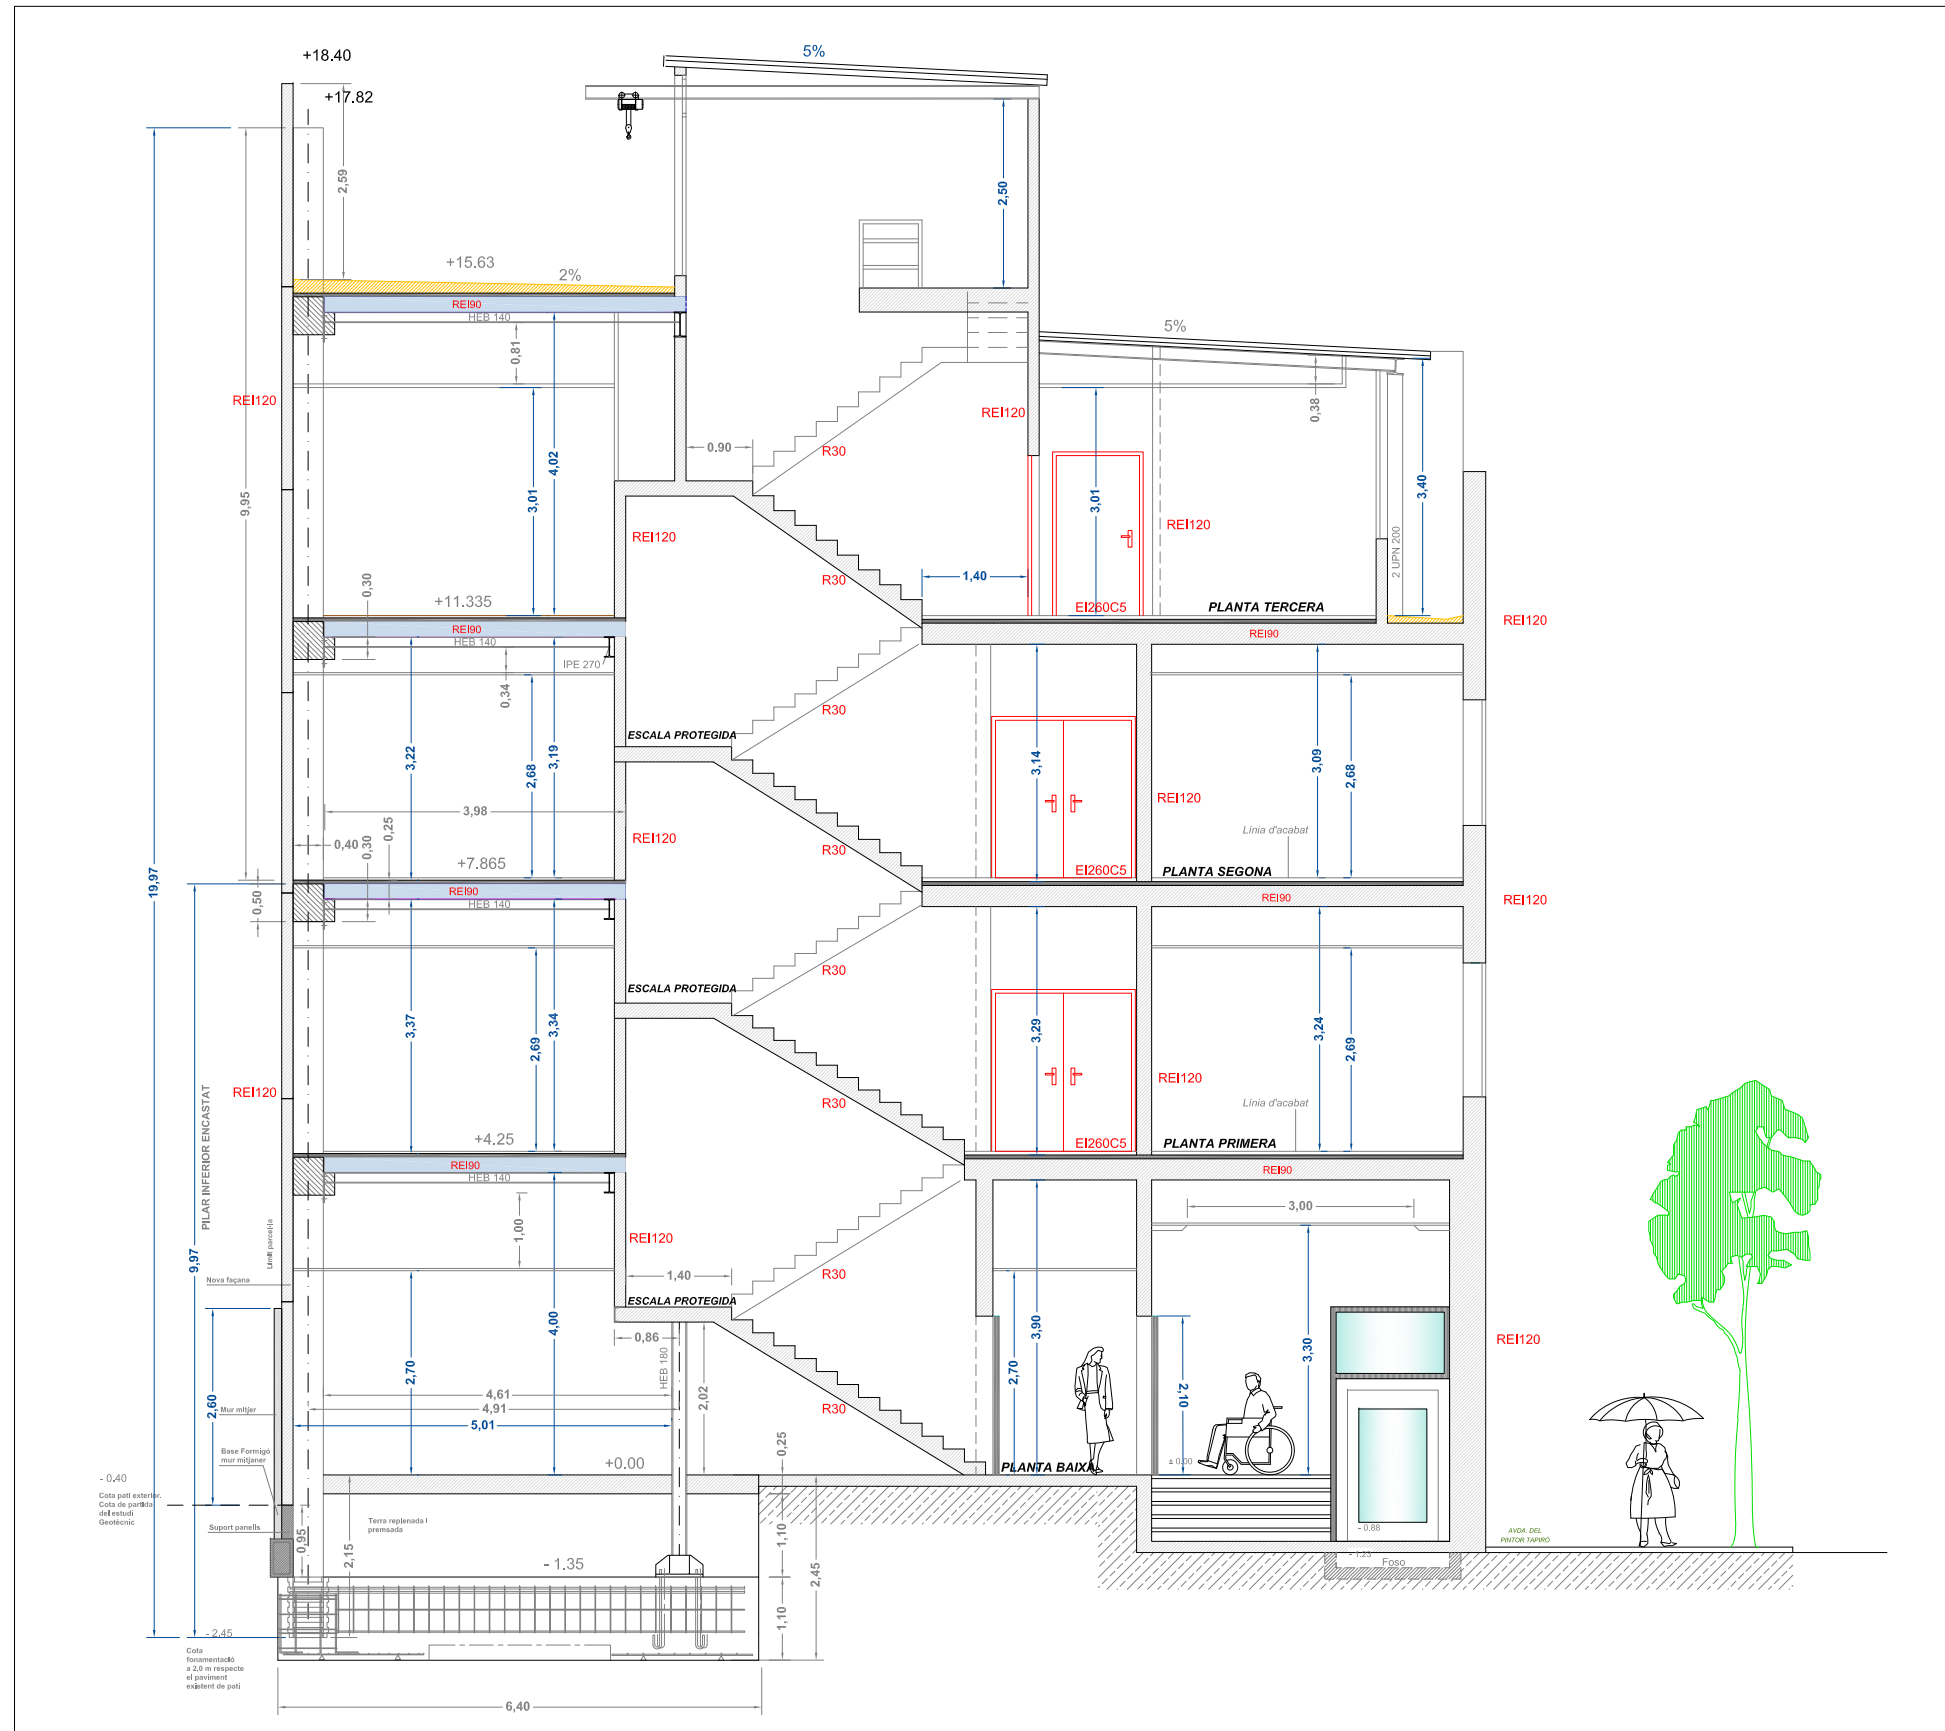 +18.40
5%
+17.82
2,59
2,50
+15.63
2%
REI90
HEB 140
0,81
5%
0,38
REI120
REI120
0.90
R30
4,02
3,01
3,01
3,40
9,95
REI120
REI120
2 UPN 200
R30
1,40
0,30
+11.335
EI260C5
PLANTA TERCERA
REI120
REI90
REI90
HEB 140
IPE 270
0,34
R30
ESCALA PROTEGIDA
3,22
2,68
3,19
3,14
3,09
2,68
REI120
3,98
0,25
0,40
0,30
REI120
Línia d'acabat
R30
+7.865
EI260C5
PLANTA SEGONA
19,97
0,50
REI90
REI90
REI120
HEB 140
R30
ESCALA PROTEGIDA
3,37
2,69
3,34
3,29
3,24
2,69
REI120
REI120
R30
Línia d'acabat
PILAR INFERIOR ENCASTAT
+4.25
EI260C5
PLANTA PRIMERA
REI90
REI90
HEB 140
3,00
1,00
REI120
Límit parcel·la
9,97
1,40
R30
Nova façana
ESCALA PROTEGIDA
4,00
0,86
3,90
3,30
REI120
2,70
HEB 180
2,02
2,70
2,10
2,60
4,61
4,91
5,01
Mur mitjer
R30
Base Formigó
mur mitjaner
0,25
+0.00
PLANTA BAIXA
± 0.00
- 0.40
Cota pati exterior.
Cota de partida
del estudi
Geotècnic
Suport panells
0,95
Terra replenada i
premsada
2,15
1,10
2,45
- 0.88
AVDA. DEL
PINTOR TAPIRÓ
- 1.35
- 1.23
Foso
1,10
- 2.45
Cota
fonamentació
a 2,0 m respecte
el paviment
existent de pati
6,40